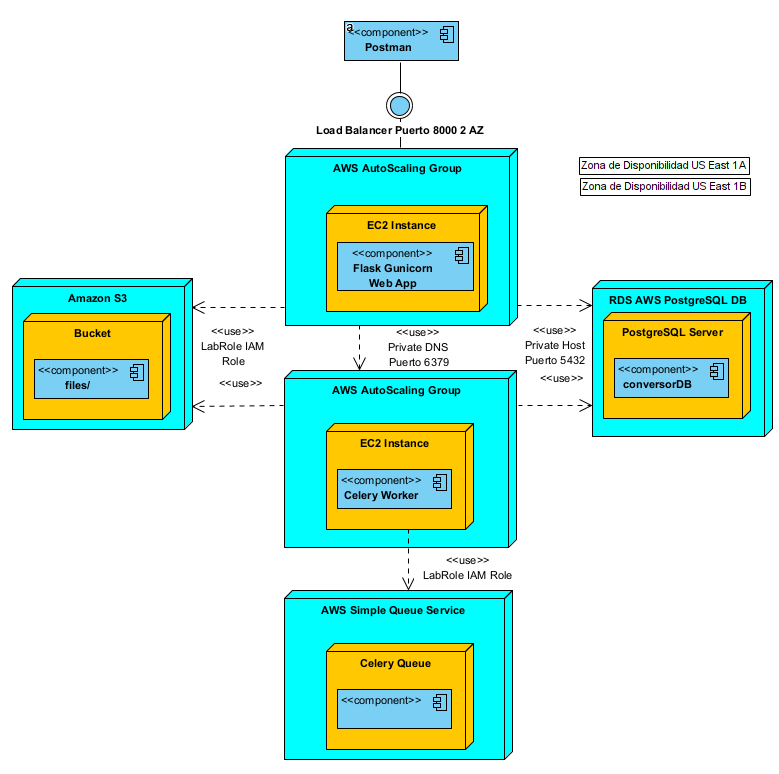 a
<<component>>
Postman
Load Balancer Puerto 8000 2 AZ
Zona de Disponibilidad US East 1A
Zona de Disponibilidad US East 1B
AWS AutoScaling Group
EC2 Instance
<<component>>
Flask Gunicorn
Web App
Amazon S3
Bucket
<<component>>
files/
<<use>>
LabRole IAM
Role
<<use>>
<<use>>
Private DNS
Puerto 6379
<<use>>
Private Host
Puerto 5432
<<use>>
RDS AWS PostgreSQL DB
PostgreSQL Server
<<component>>
conversorDB
AWS AutoScaling Group
EC2 Instance
<<component>>
Celery Worker
<<use>>
LabRole IAM Role
AWS Simple Queue Service
Celery Queue
<<component>>